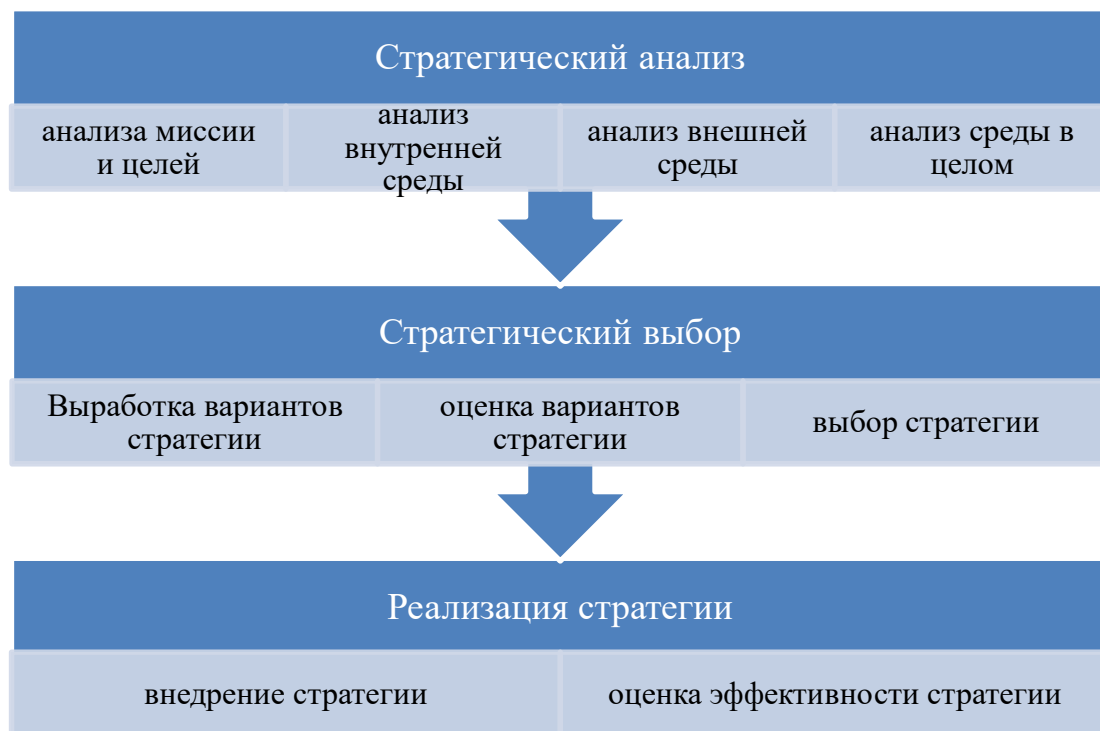 Стратегический анализ
анализа миссии
и целей
анализ
внутренней
среды
анализ внешней
среды
анализ среды в
целом
Стратегический выбор
Выработка вариантов
стратегии
оценка вариантов
стратегии
выбор стратегии
Реализация стратегии
внедрение стратегии
оценка эффективности стратегии